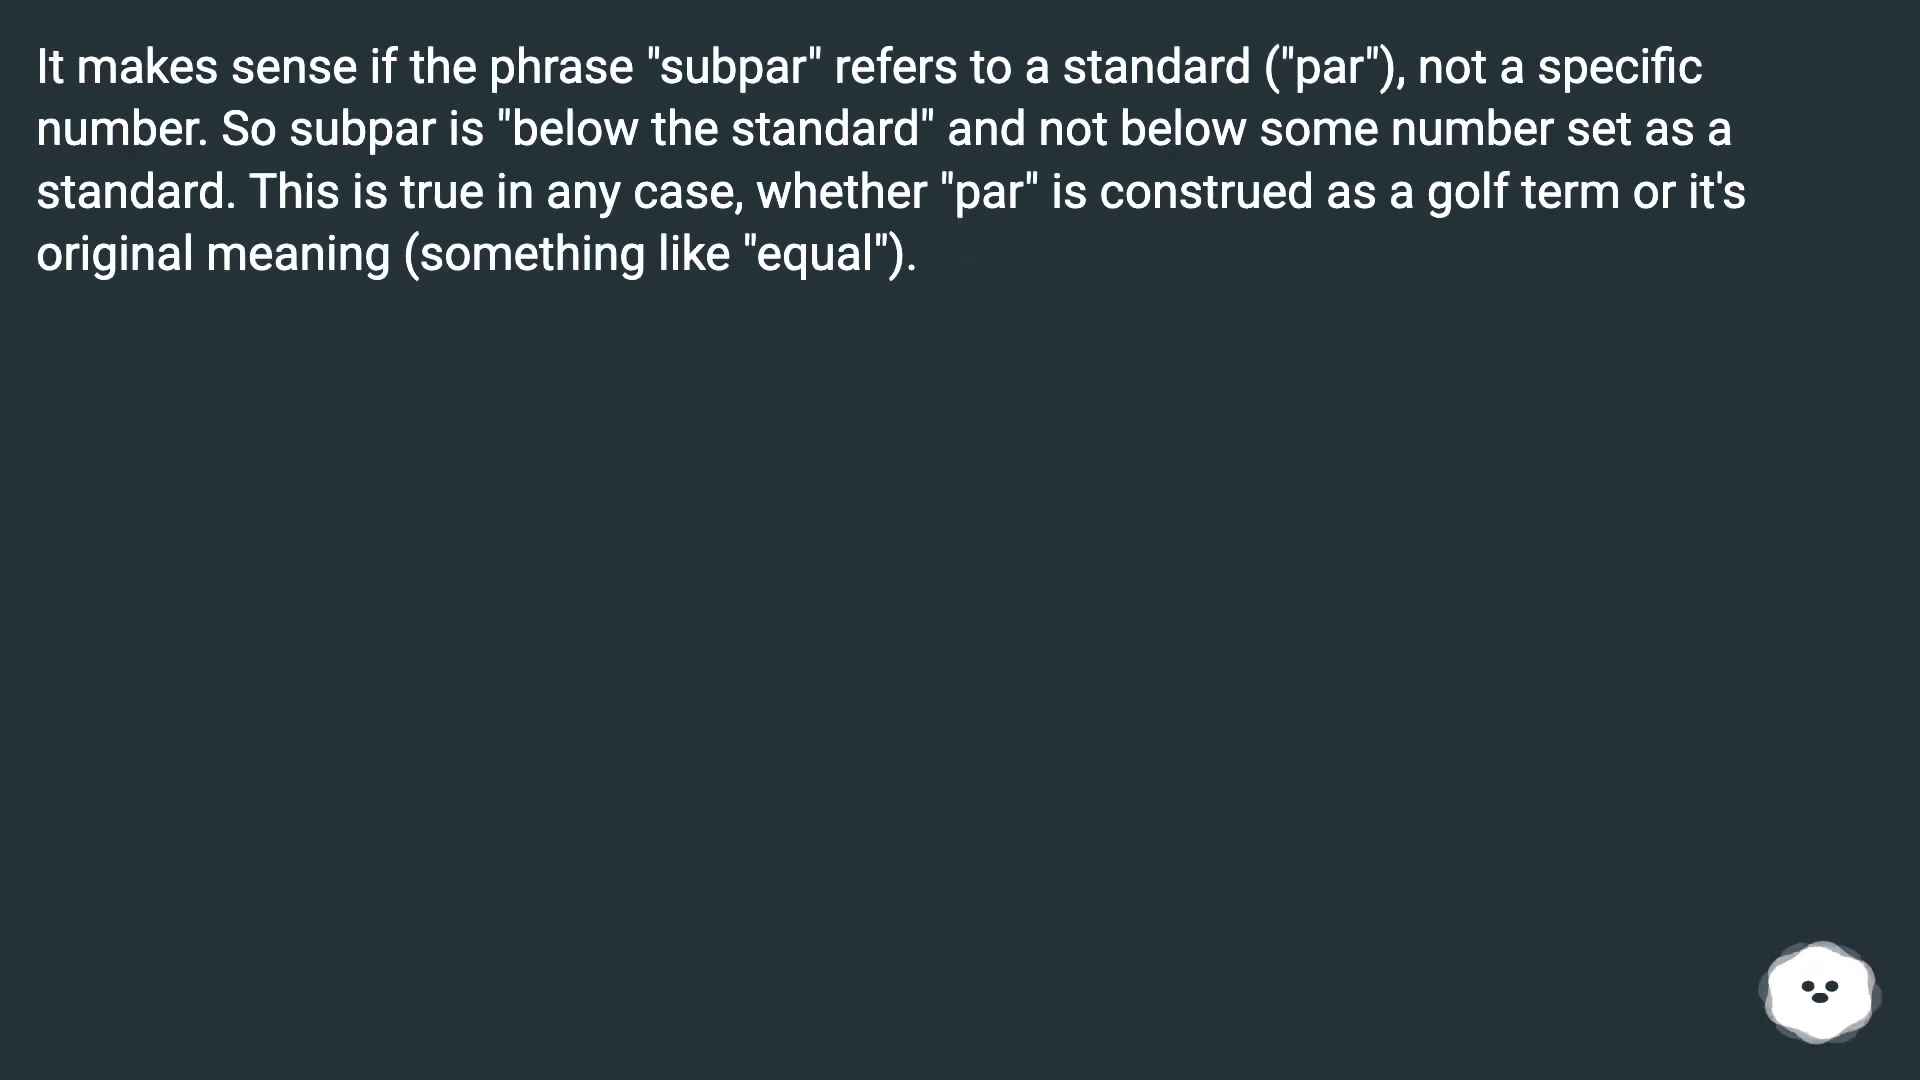 It makes sense if the phrase "subpar" refers to a standard ("par"), not a specific
number. So subpar is "below the standard" and not below some number set as a
standard. This is true in any case, whether "par" is construed as a golf term or it's
original meaning (something like "equal").